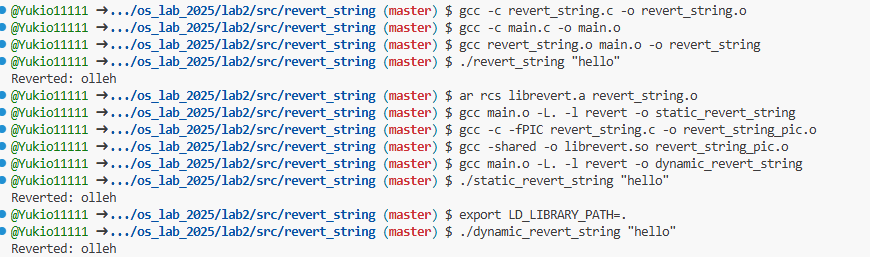 @Yukio11111 ➜.../os_lab_2025/lab2/src/revert_string (master) $ gcc -c revert_string.c -o revert_string.o
@Yukio11111 ➜.../os_lab_2025/lab2/src/revert_string (master) $ gcc -c main.c -o main.o
@Yukio11111 ➜.../os_lab_2025/lab2/src/revert_string (master) $ gcc revert_string.o main.o -o revert_string
@Yukio11111 ➜.../os_lab_2025/lab2/src/revert_string (master) $ ./revert_string "hello"
Reverted: olleh
@Yukio11111 ➜.../os_lab_2025/lab2/src/revert_string (master) $ ar rcs librevert.a revert_string.o
@Yukio11111 ➜.../os_lab_2025/lab2/src/revert_string (master) $ gcc main.o -L. -l revert -o static_revert_string
@Yukio11111 ➜.../os_lab_2025/lab2/src/revert_string (master) $ gcc -c -fPIC revert_string.c -o revert_string_pic.o
@Yukio11111 ➜.../os_lab_2025/lab2/src/revert_string (master) $ gcc -shared -o librevert.so revert_string_pic.o
@Yukio11111 ➜.../os_lab_2025/lab2/src/revert_string (master) $ gcc main.o -L. -l revert -o dynamic_revert_string
@Yukio11111 ➜.../os_lab_2025/lab2/src/revert_string (master) $ ./static_revert_string "hello"
Reverted: olleh
@Yukio11111 ➜.../os_lab_2025/lab2/src/revert_string (master) $ export LD_LIBRARY_PATH=.
@Yukio11111 ➜.../os_lab_2025/lab2/src/revert_string (master) $ ./dynamic_revert_string "hello"
Reverted: olleh